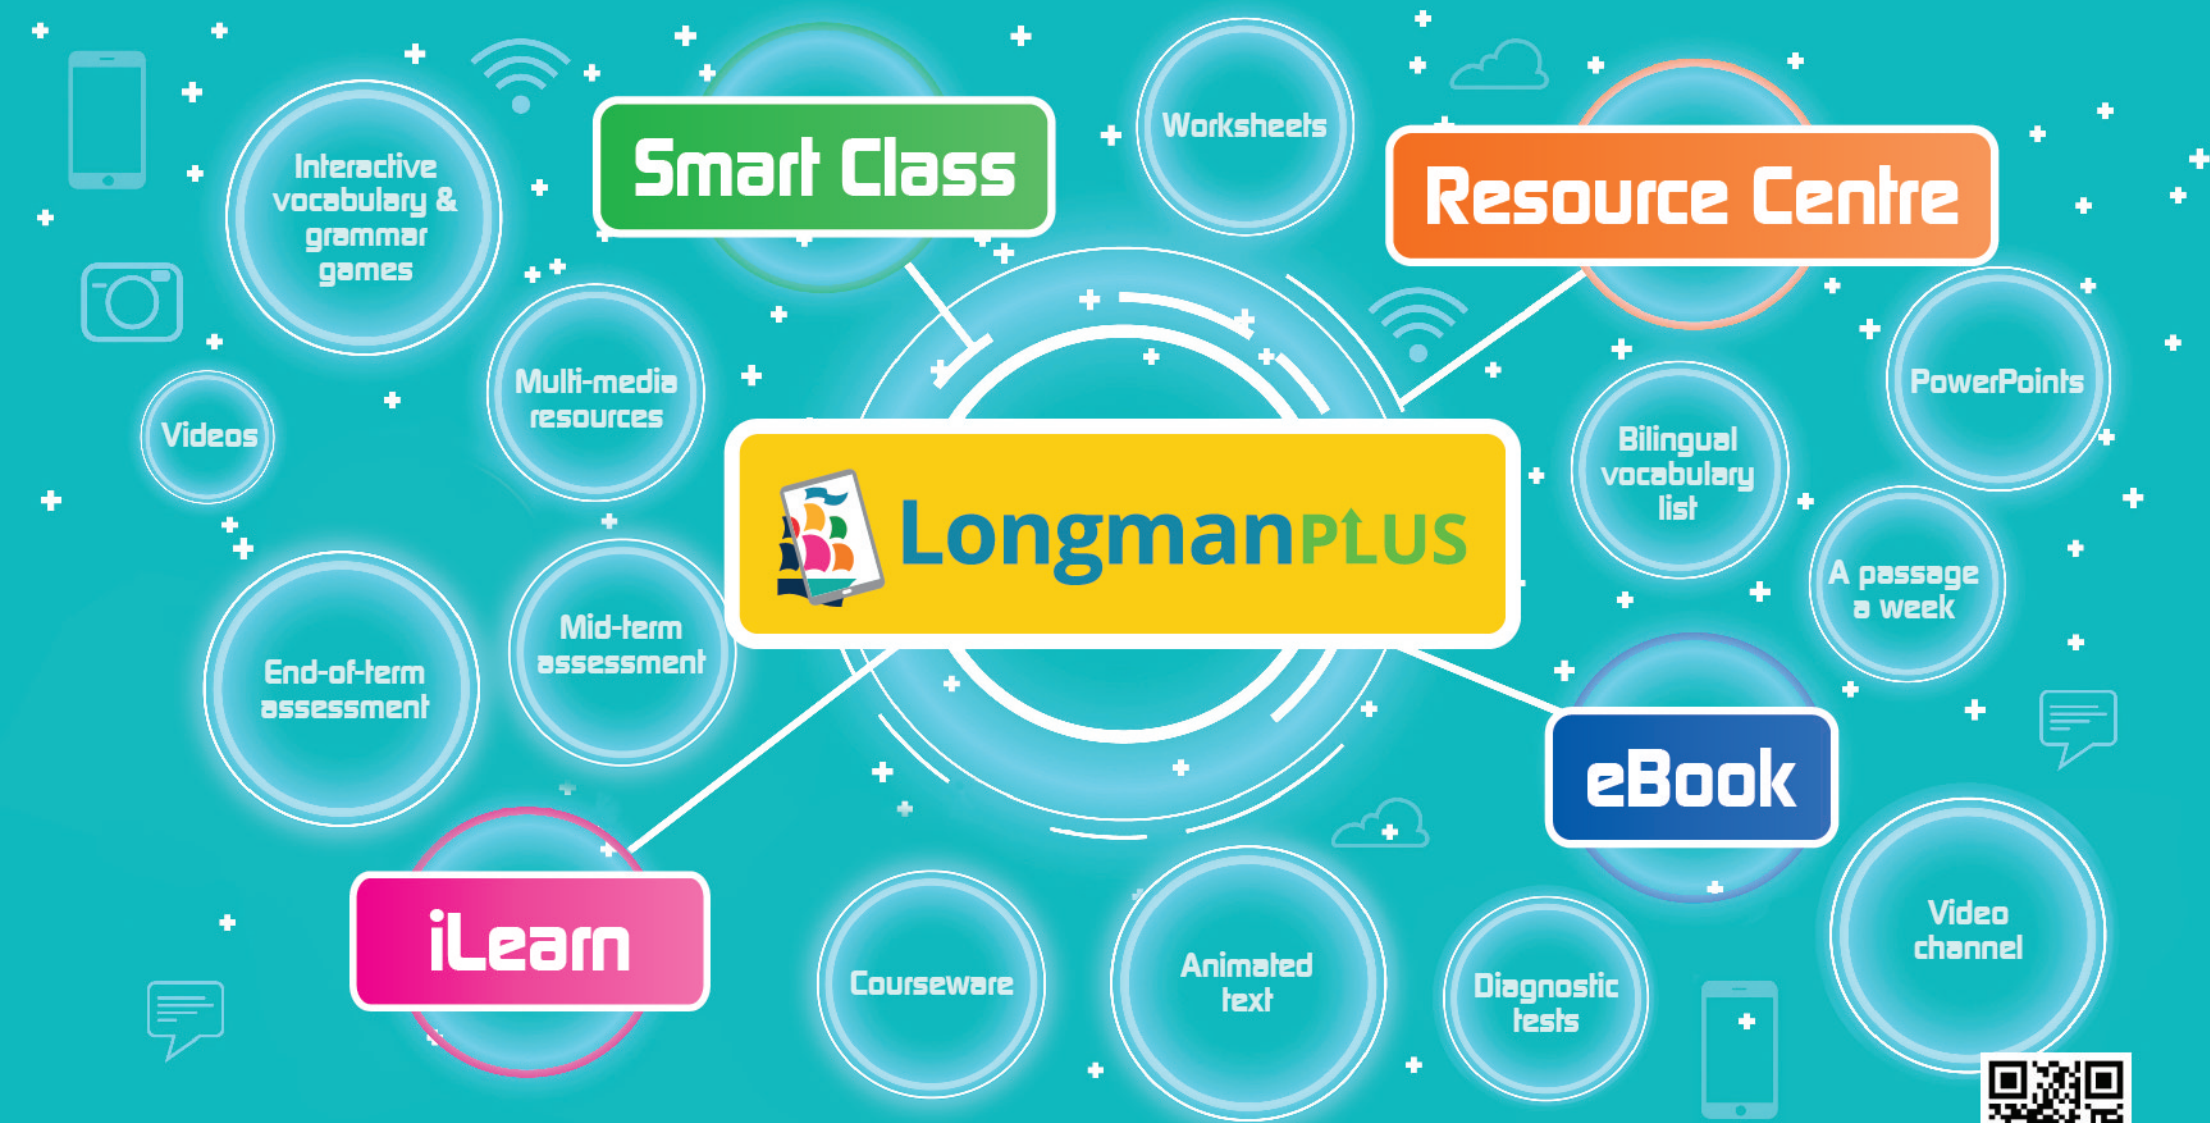 Smart Class
Worksheets
Resource Centre
Interactive
vocabulary &
grammar
games
Multi-media
resources
Videos
PowerPoints
Bilingual
vocabulary
list
LongmanPLUS
A passage
a week
Mid-term
assessment
End-of-term
assessment
eBook
iLearn
Courseware
Animated
text
Diagnostic
tests
Video
channel